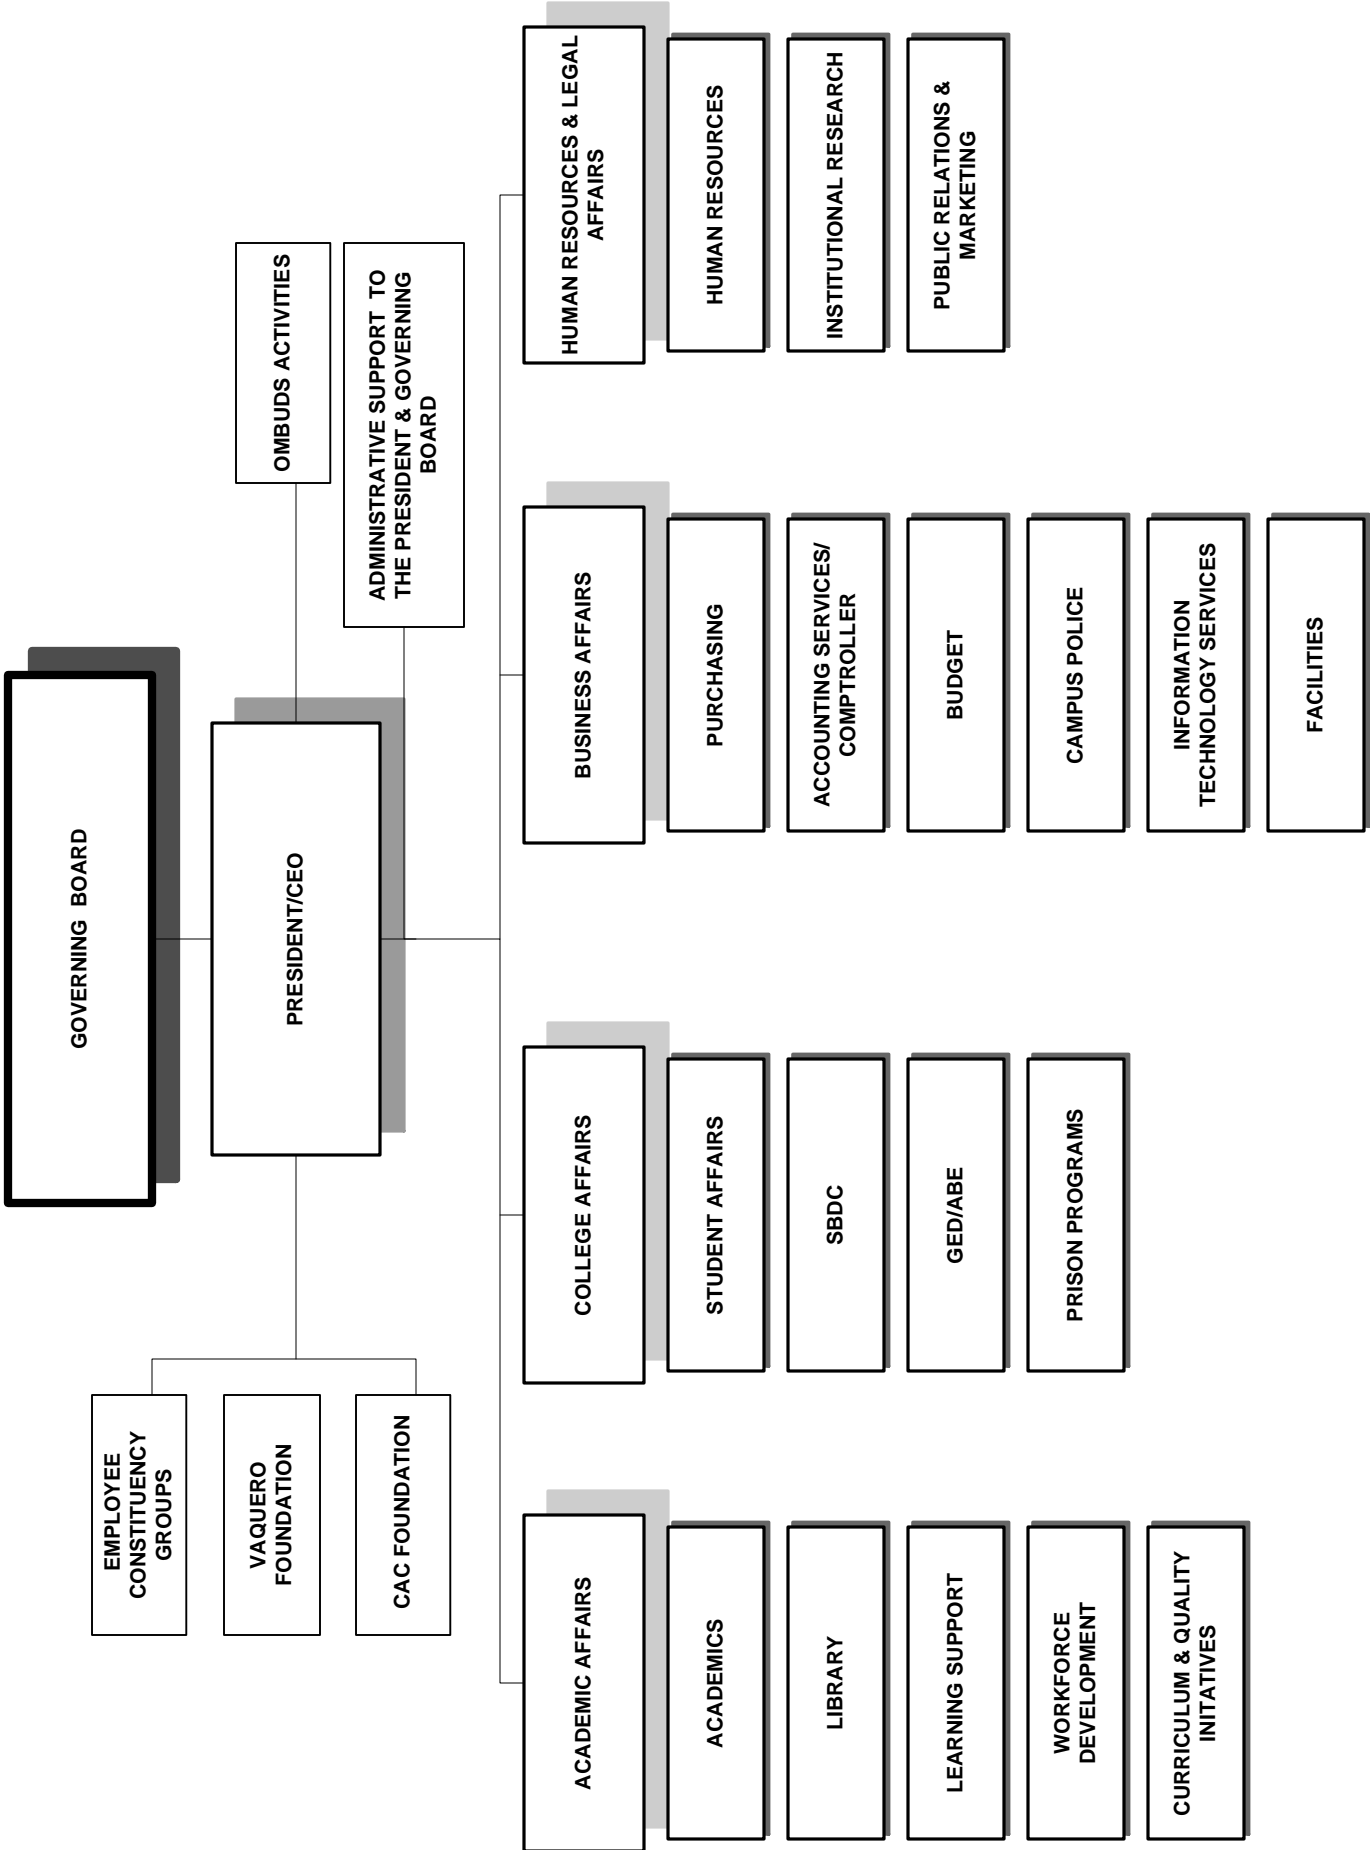 GOVERNING BOARD
PRESIDENT/CEO
EMPLOYEE
CONSTITUENCY
GROUPS
VAQUERO
FOUNDATION
CAC FOUNDATION
OMBUDS ACTIVITIES
ADMINISTRATIVE SUPPORT TO
THE PRESIDENT & GOVERNING
BOARD
ACADEMIC AFFAIRS
ACADEMICS
LIBRARY
LEARNING SUPPORT
WORKFORCE
DEVELOPMENT
CURRICULUM & QUALITY
INITATIVES
COLLEGE AFFAIRS
STUDENT AFFAIRS
SBDC
GED/ABE
PRISON PROGRAMS
BUSINESS AFFAIRS
PURCHASING
ACCOUNTING SERVICES/
COMPTROLLER
BUDGET
CAMPUS POLICE
INFORMATION
TECHNOLOGY SERVICES
FACILITIES
HUMAN RESOURCES & LEGAL
AFFAIRS
HUMAN RESOURCES
INSTITUTIONAL RESEARCH
PUBLIC RELATIONS &
MARKETING